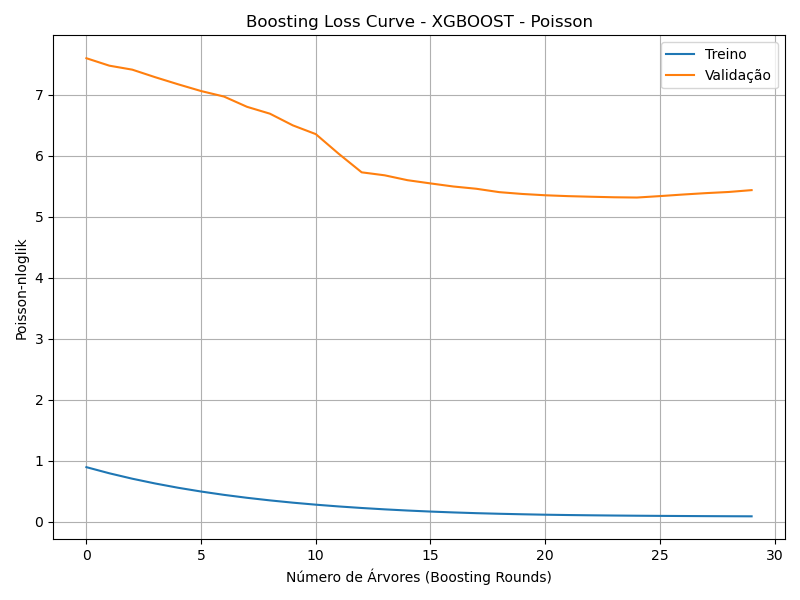 Boosting Loss Curve - XGBOOST - Poisson
Treino
Validação
7
6
5
4
3
2
1
0
Poisson-nloglik
0 5 10 15 20 25 30
Número de Árvores (Boosting Rounds)